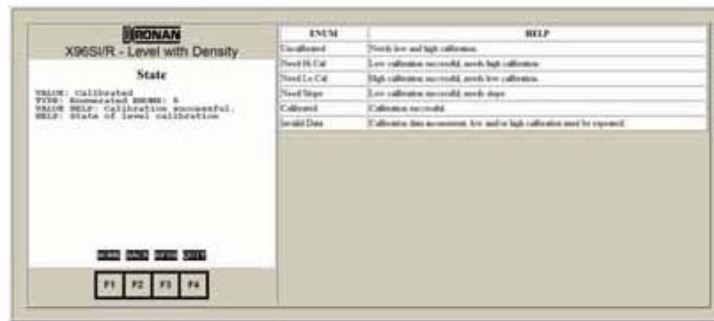 RONAN
X96SI/R - Level with Density
State
VALUE: Calibrated
TYPE: Enumerated ENUMS: 6
VALUE HELP: Calibration successful.
HELP: State of level calibration
F1 F2 F3 F4
ENUM HELP
Uncalibrated Needs low and high calibration.
Need Hi Cal Low calibration successful, needs high calibration.
Need Lo Cal High calibration successful, needs low calibration.
Need Slope Low calibration successful, needs slope.
Calibrated Calibration successful.
Invalid Data Calibration data inconsistent, low and/or high calibration must be repeated.